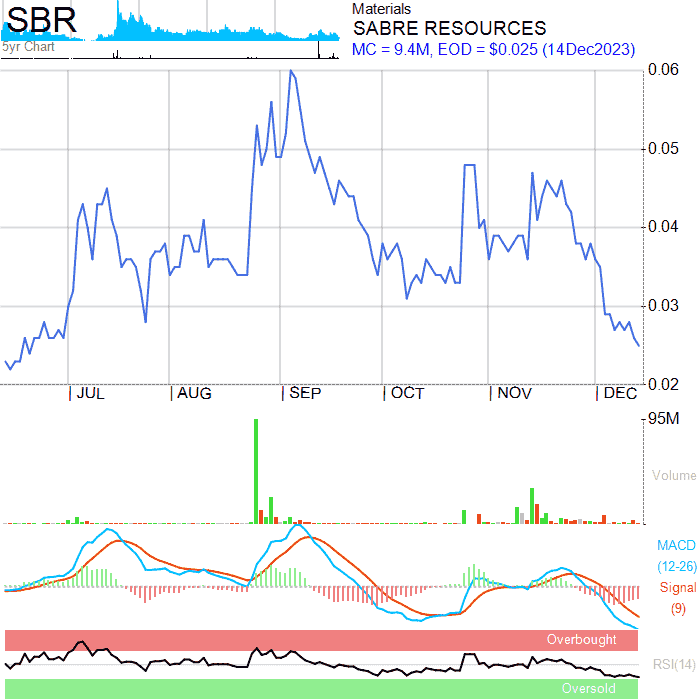 SBR
5yr Chart
Materials
SABRE RESOURCES
MC = 9.4M, EOD = $0.025 (14Dec2023)
0.06
0.05
0.04
0.03
0.02
JUL AUG SEP OCT NOV DEC
95M
Volume
MACD
(12-26)
Signal
(9)
Overbought
RSI(14)
Oversold